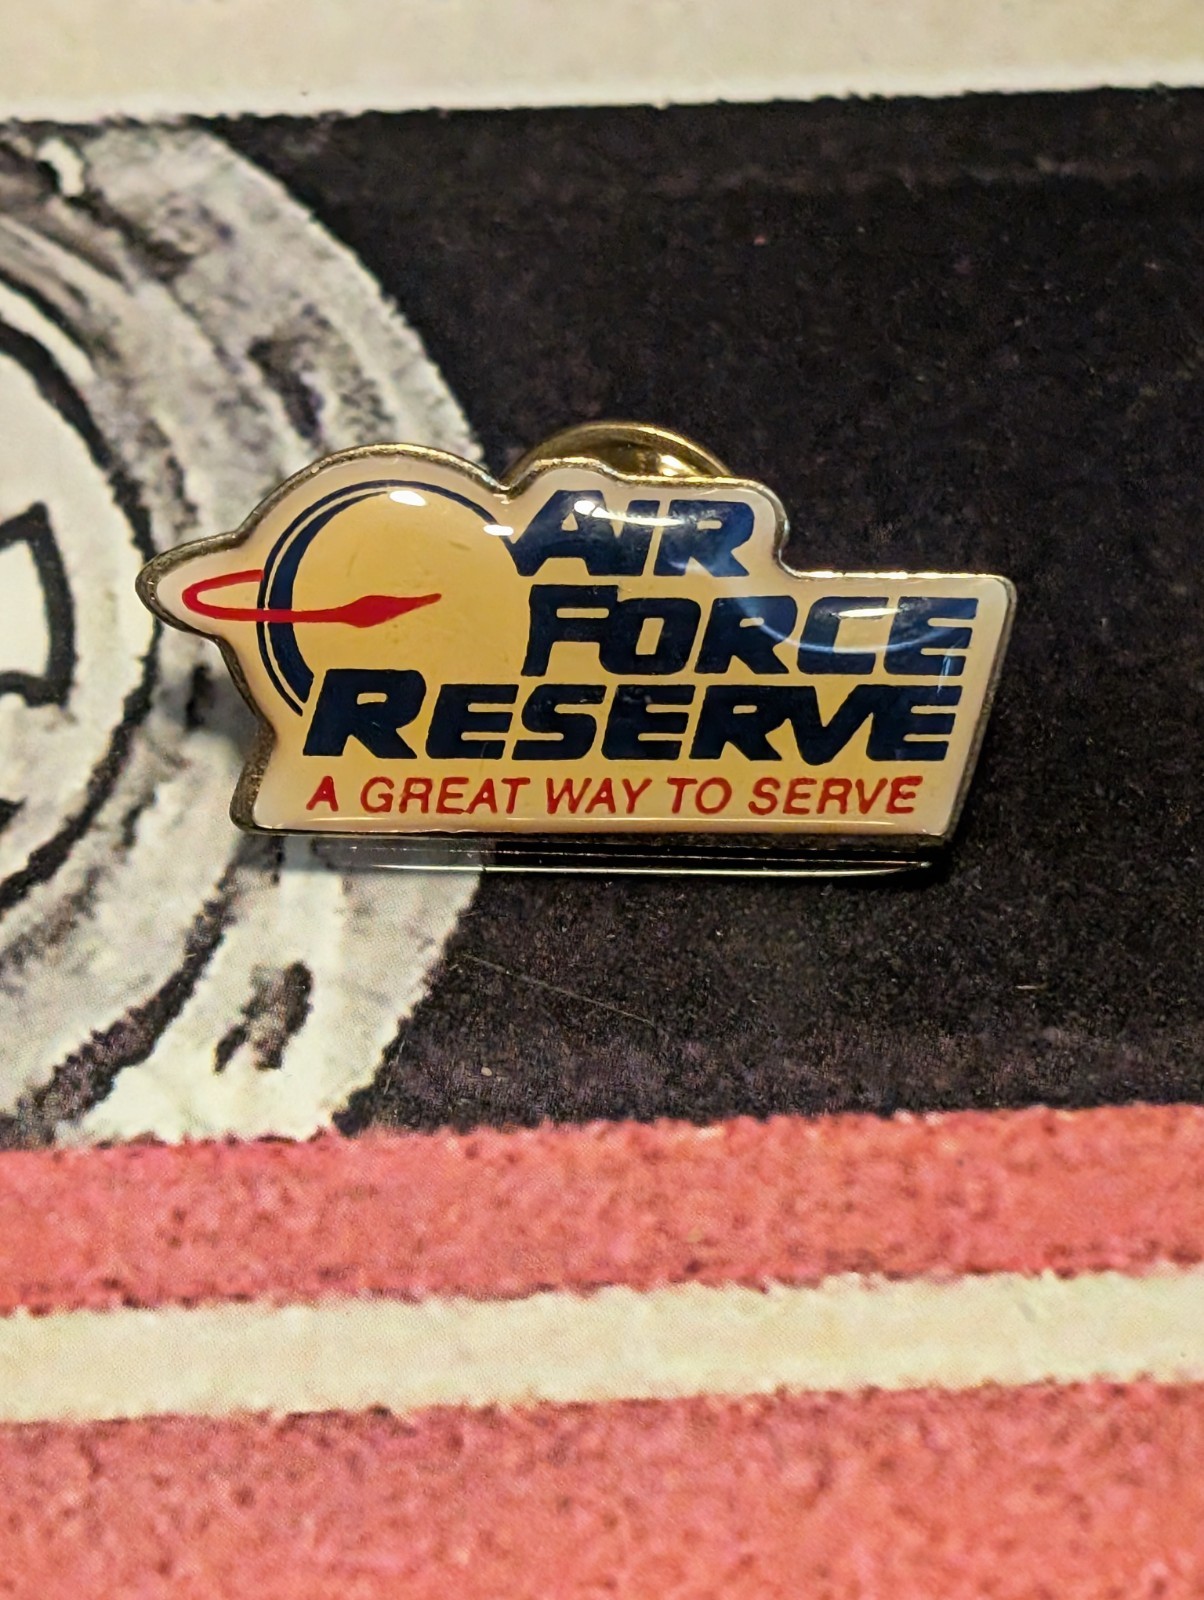 AIR
FORCE
RESERVE
A GREAT WAY TO SERVE